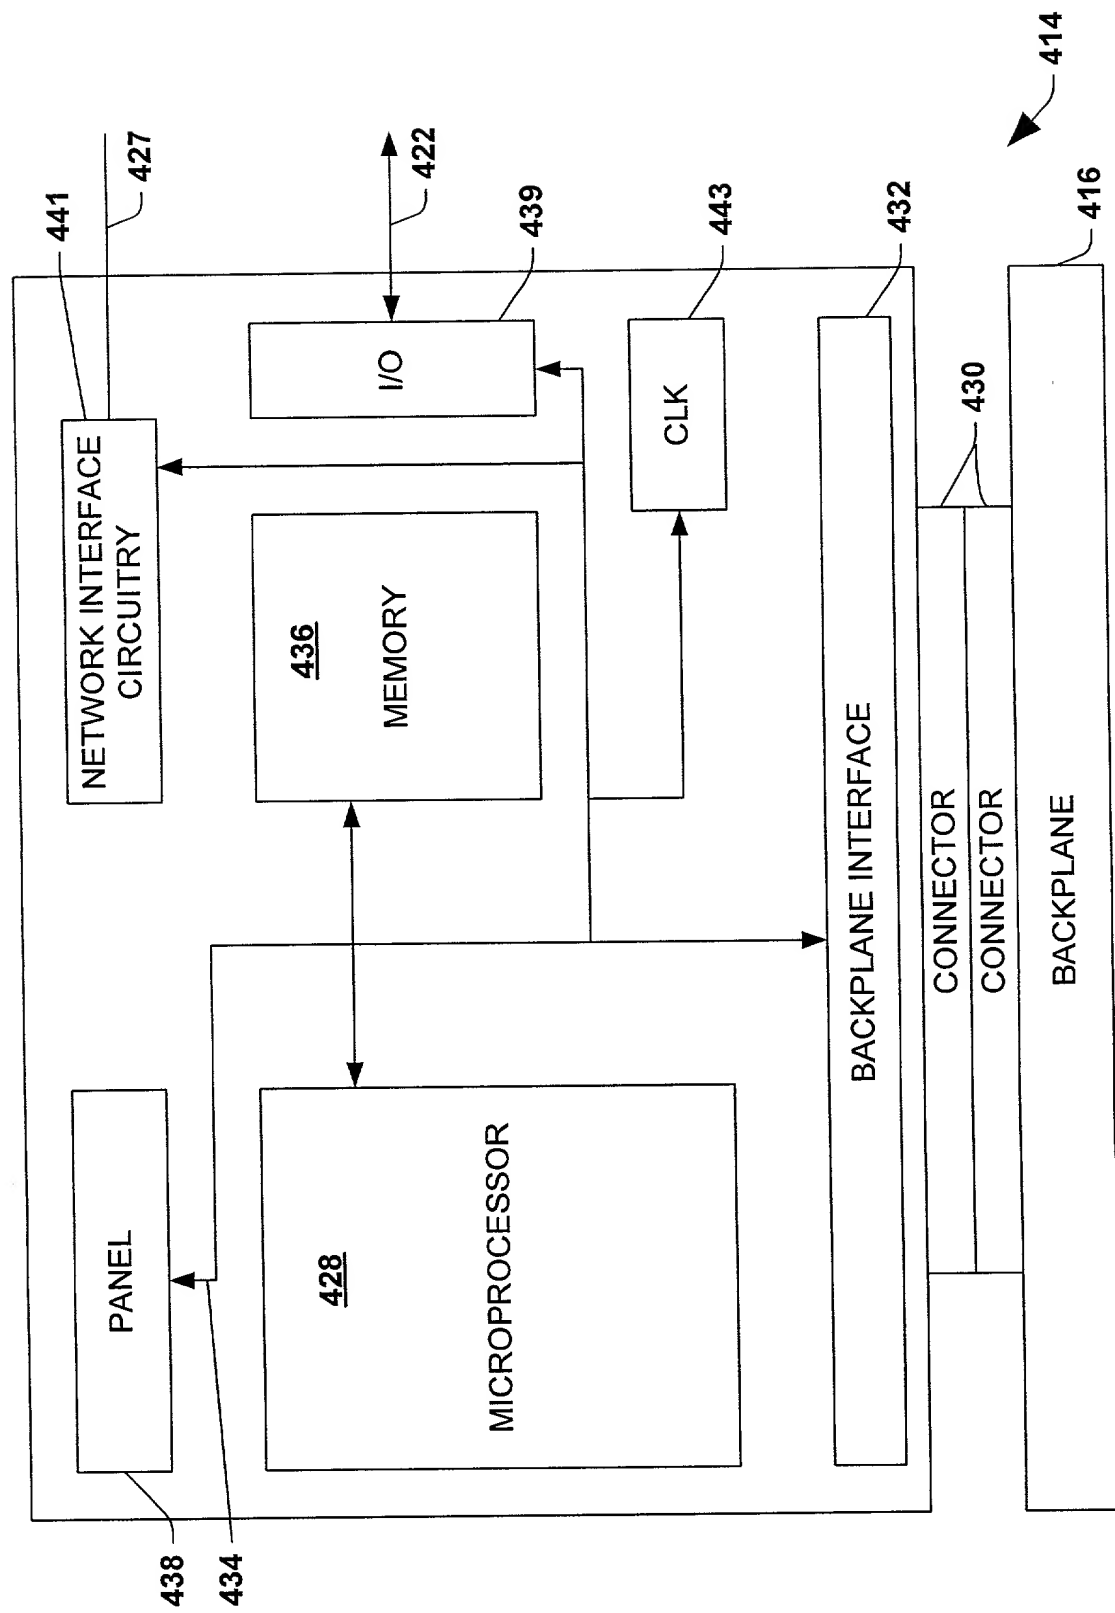 438
434
PANEL
428
MICROPROCESSOR
441
427
NETWORK INTERFACE
CIRCUITRY
436
MEMORY
I/O
422
439
CLK
443
BACKPLANE INTERFACE
432
CONNECTOR
CONNECTOR
430
BACKPLANE
416
414